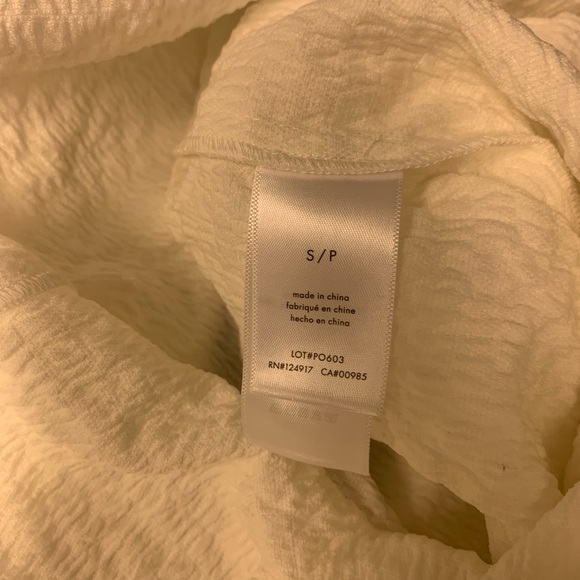 S/P
made in china
fabriqué en chine
hecho en china
LOT#PO603
RN#124917 CA#00985